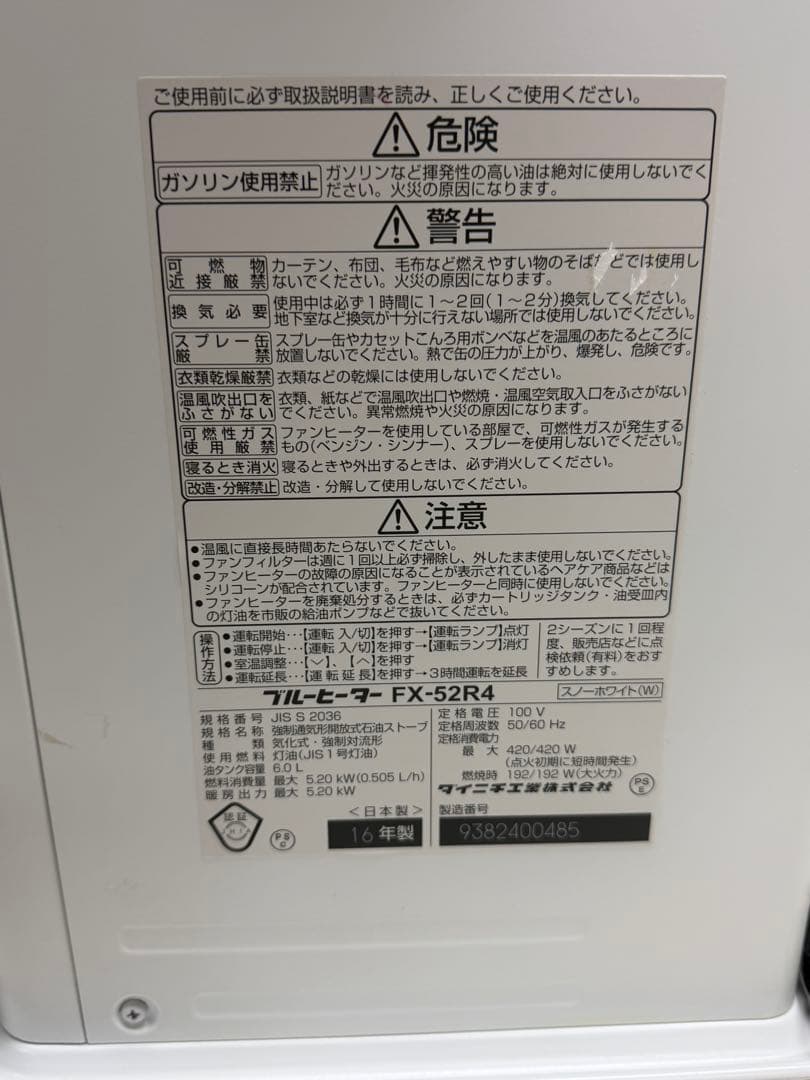 ご使用前に必ず取扱説明書を読み、正しくご使用ください。
危険
ガソリン使用禁止 ガソリンなど揮発性の高い油は絶対に使用しないでく
ださい。火災の原因になります。
警告
可燃物 カーテン、布団、毛布など燃えやすい物のそばなどでは使用し
近接厳禁 ないでください。火災の原因になります。
換気必要 使用中は必ず1時間に1〜2回(1〜2分)換気してください。
地下室など換気が十分に行えない場所では使用しないでください。
スプレー缶 スプレー缶やカセットこんろ用ボンベなどを温風のあたるところに
厳禁 放置しないでください。熱で缶の圧力が上がり、爆発し、危険です。
衣類乾燥厳禁 衣類などの乾燥には使用しないでください。
温風吹出口を 衣類、紙などで温風吹出口や燃焼・温風空気取入口をふさがない
ふさがない でください。異常燃焼や火災の原因になります。
可燃性ガス ファンヒーターを使用している部屋で、可燃性ガスが発生する
使用厳禁 もの(ベンジン・シンナー)、スプレーを使用しないでください。
寝るとき消火 寝るときや外出するときは、必ず消火してください。
改造・分解禁止 改造・分解して使用しないでください。
注意
●温風に直接長時間あたらないでください。
●ファンフィルターは週に1回以上必ず掃除し、外したまま使用しないでください。
●ファンヒーターの故障の原因になることが表示されているヘアケア商品などは
シリコーンが配合されています。ファンヒーターと同時に使用しないでください。
●ファンヒーターを廃棄処分するときは、必ずカートリッジタンク・油受皿内
の灯油を市販の給油ポンプなどで抜いてください。
操作方法
●運転開始…【運転 入/切】を押す→【運転ランプ】点灯
●運転停止…【運転 入/切】を押す→【運転ランプ】消灯
●室温調整…【﹀】、【︿】を押す
●運転延長…【運転延長】を押す→3時間運転を延長
2シーズンに1回程
度、販売店などに点
検依頼(有料)をおす
すめします。
ブルーヒーター FX-52R4 スノーホワイト(W)
規格番号 JIS S 2036
規格名称 強制通気形開放式石油ストーブ
種類 気化式・強制対流形
使用燃料 灯油(JIS1号灯油)
油タンク容量 6.0 L
燃料消費量 最大 5.20 kW(0.505 L/h)
暖房出力 最大 5.20 kW
定格電圧 100 V
定格周波数 50/60 Hz
定格消費電力
最大 420/420 W
(点火初期に短時間発生)
燃焼時 192/192 W(大火力)
ダイニチ工業株式会社
PS
E
認証
JHIA
PS
C
<日本製>
16年製
製造番号
9382400485